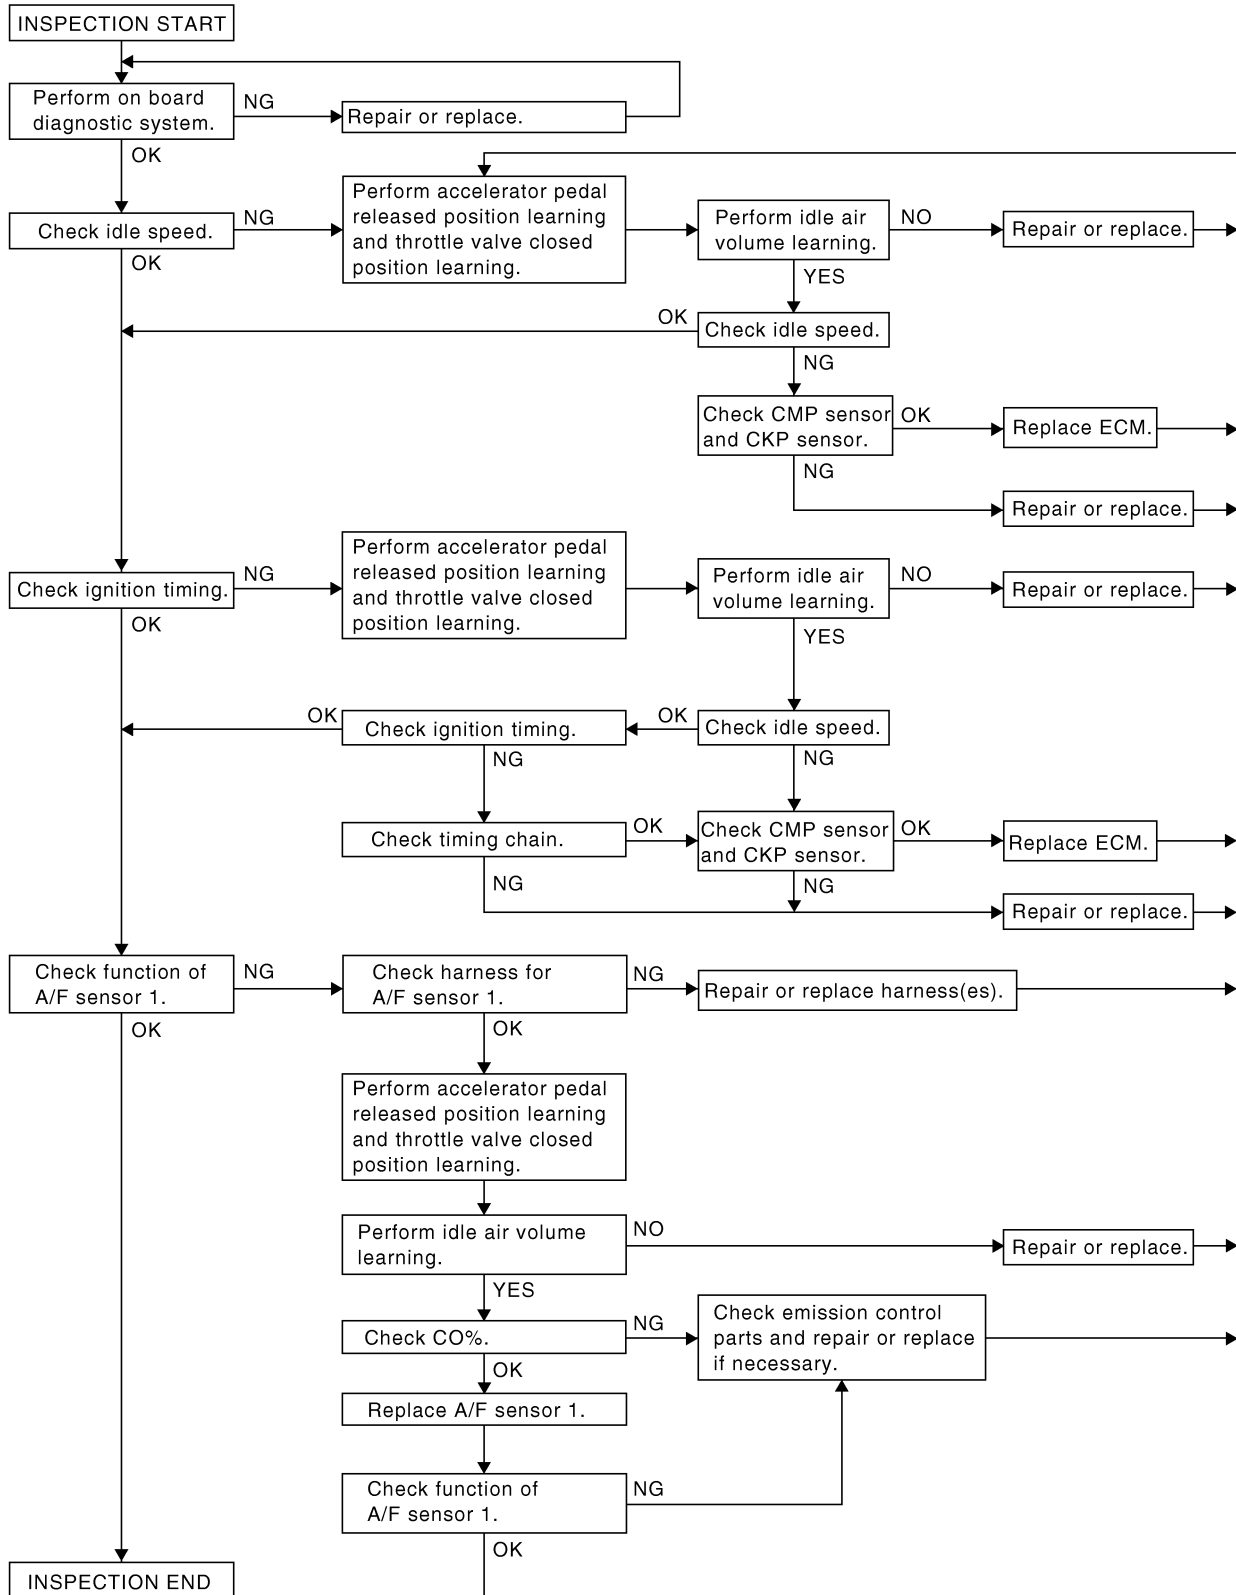 INSPECTION START
Perform on board
diagnostic system.
NG
Repair or replace.
OK
Check idle speed.
NG
Perform accelerator pedal
released position learning
and throttle valve closed
position learning.
Perform idle air
volume learning.
NO
Repair or replace.
OK
YES
OK
Check idle speed.
NG
Check CMP sensor
and CKP sensor.
OK
Replace ECM.
NG
Repair or replace.
Check ignition timing.
NG
Perform accelerator pedal
released position learning
and throttle valve closed
position learning.
Perform idle air
volume learning.
NO
Repair or replace.
OK
YES
OK
Check ignition timing.
OK
Check idle speed.
NG
NG
Check timing chain.
OK
Check CMP sensor
and CKP sensor.
OK
Replace ECM.
NG
NG
Repair or replace.
Check function of
A/F sensor 1.
NG
Check harness for
A/F sensor 1.
NG
Repair or replace harness(es).
OK
OK
Perform accelerator pedal
released position learning
and throttle valve closed
position learning.
Perform idle air volume
learning.
NO
Repair or replace.
YES
Check CO%.
NG
Check emission control
parts and repair or replace
if necessary.
OK
Replace A/F sensor 1.
Check function of
A/F sensor 1.
NG
OK
INSPECTION END